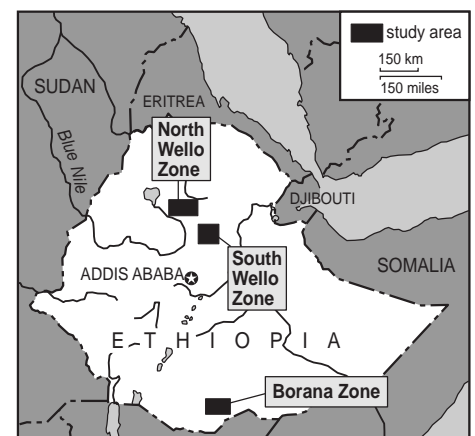 study area
150 km
150 miles
SUDAN
ERITREA
North
Wello
Zone
Blue Nile
DJIBOUTI
ADDIS ABABA
South
Wello
Zone
SOMALIA
ETHIOPIA
Borana Zone